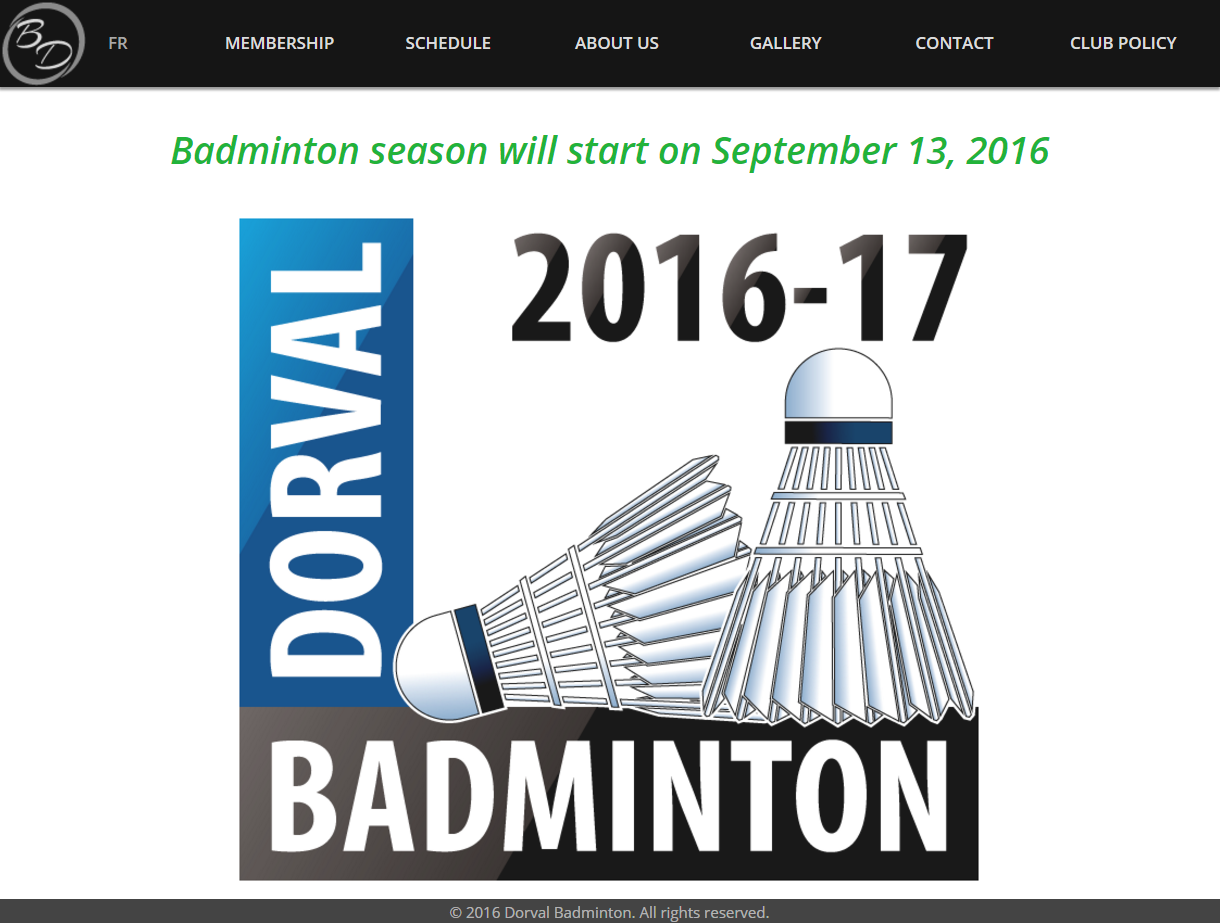 BD
FR
MEMBERSHIP
SCHEDULE
ABOUT US
GALLERY
CONTACT
CLUB POLICY
Badminton season will start on September 13, 2016
2016-17
DORVAL
BADMINTON
© 2016 Dorval Badminton. All rights reserved.